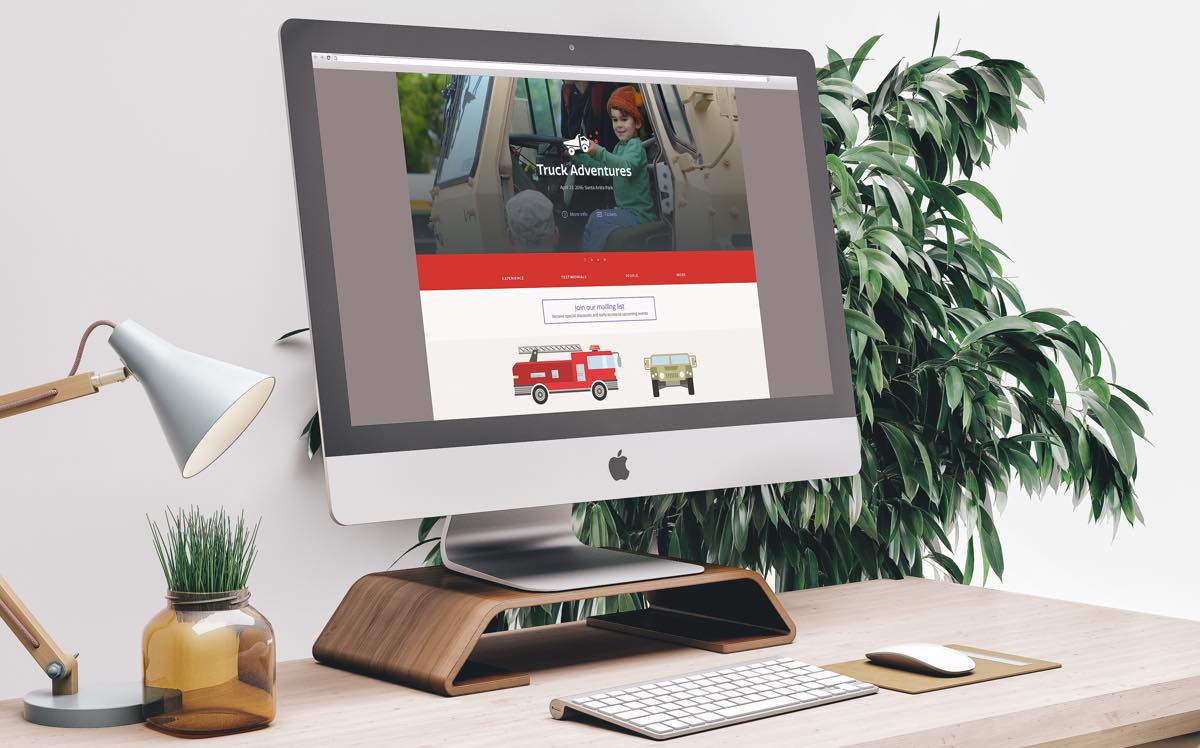 Truck Adventures
April 23, 2016: Santa Anita Park
More info Tickets
EXPERIENCE TESTIMONIALS PEOPLE MORE
Join our mailing list
Receive special discounts and early access to upcoming events